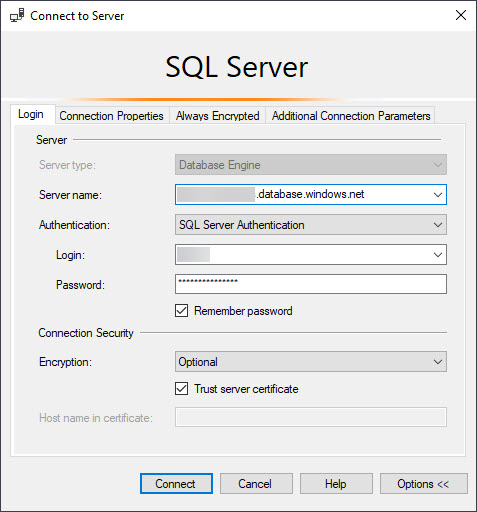 Connect to Server
SQL Server
Login Connection Properties Always Encrypted Additional Connection Parameters
Server
Server type: Database Engine
Server name: .database.windows.net
Authentication: SQL Server Authentication
Login:
Password: ***************
Remember password
Connection Security
Encryption: Optional
Trust server certificate
Host name in certificate:
Connect Cancel Help Options <<